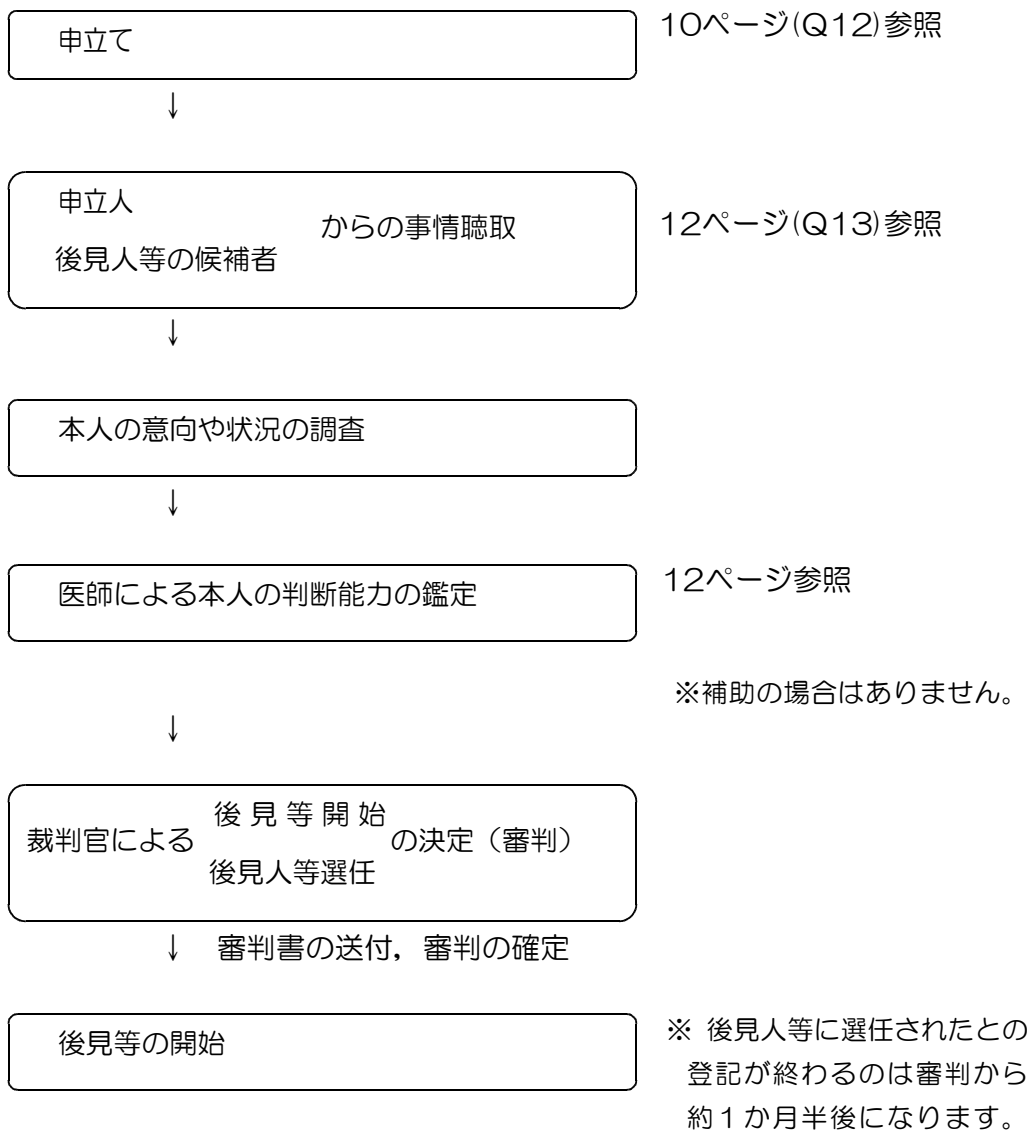 申立て
10ページ(Q12)参照
↓
申立人
後見人等の候補者
からの事情聴取
12ページ(Q13)参照
↓
本人の意向や状況の調査
↓
医師による本人の判断能力の鑑定
12ページ参照
※補助の場合はありません。
↓
裁判官による
後見等開始
後見人等選任
の決定（審判）
↓ 審判書の送付，審判の確定
後見等の開始
※ 後見人等に選任されたとの
登記が終わるのは審判から
約１か月半後になります。